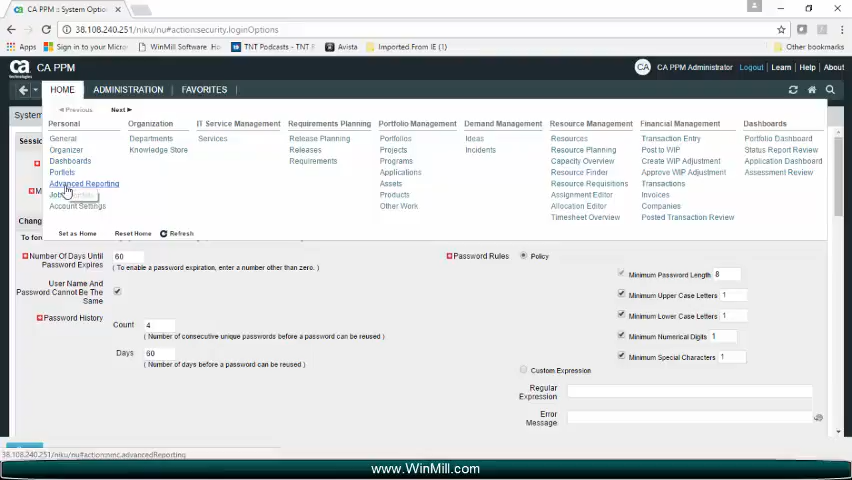 CA PPM :: System Optio
38.108.240.251/niku/nu#action:security.loginOptions
Apps
Sign in to your Micro:
WinMill Software
TNT Podcasts - TNT F
Avista
Imported From IE (1)
Other bookmarks
ca
technologies
CA PPM
CA
CA PPM Administrator
Logout
Learn
Help
About
HOME
ADMINISTRATION
FAVORITES
Previous
Next
Personal
General
Organizer
Dashboards
Portlets
Advanced Reporting
Account Settings
Organization
Departments
Knowledge Store
IT Service Management
Services
Requirements Planning
Release Planning
Releases
Requirements
Portfolio Management
Portfolios
Projects
Programs
Applications
Assets
Products
Other Work
Demand Management
Ideas
Incidents
Resource Management
Resources
Resource Planning
Capacity Overview
Resource Finder
Resource Requisitions
Assignment Editor
Allocation Editor
Timesheet Overview
Financial Management
Transaction Entry
Post to WIP
Create WIP Adjustment
Approve WIP Adjustment
Transactions
Invoices
Companies
Posted Transaction Review
Dashboards
Portfolio Dashboard
Status Report Review
Application Dashboard
Assessment Review
Set as Home
Reset Home
Refresh
Number Of Days Until
Password Expires
60
( To enable a password expiration, enter a number other than zero. )
User Name And
Password Cannot Be The
Same
Password History
Count
4
( Number of consecutive unique passwords before a password can be reused )
Days
60
( Number of days before a password can be reused )
Password Rules
Policy
Minimum Password Length
8
Minimum Upper Case Letters
1
Minimum Lower Case Letters
1
Minimum Numerical Digits
1
Minimum Special Characters
1
Custom Expression
Regular
Expression
Error
Message
38.108.240.251/niku/nu#action:nmc.advancedReporting
www.WinMill.com